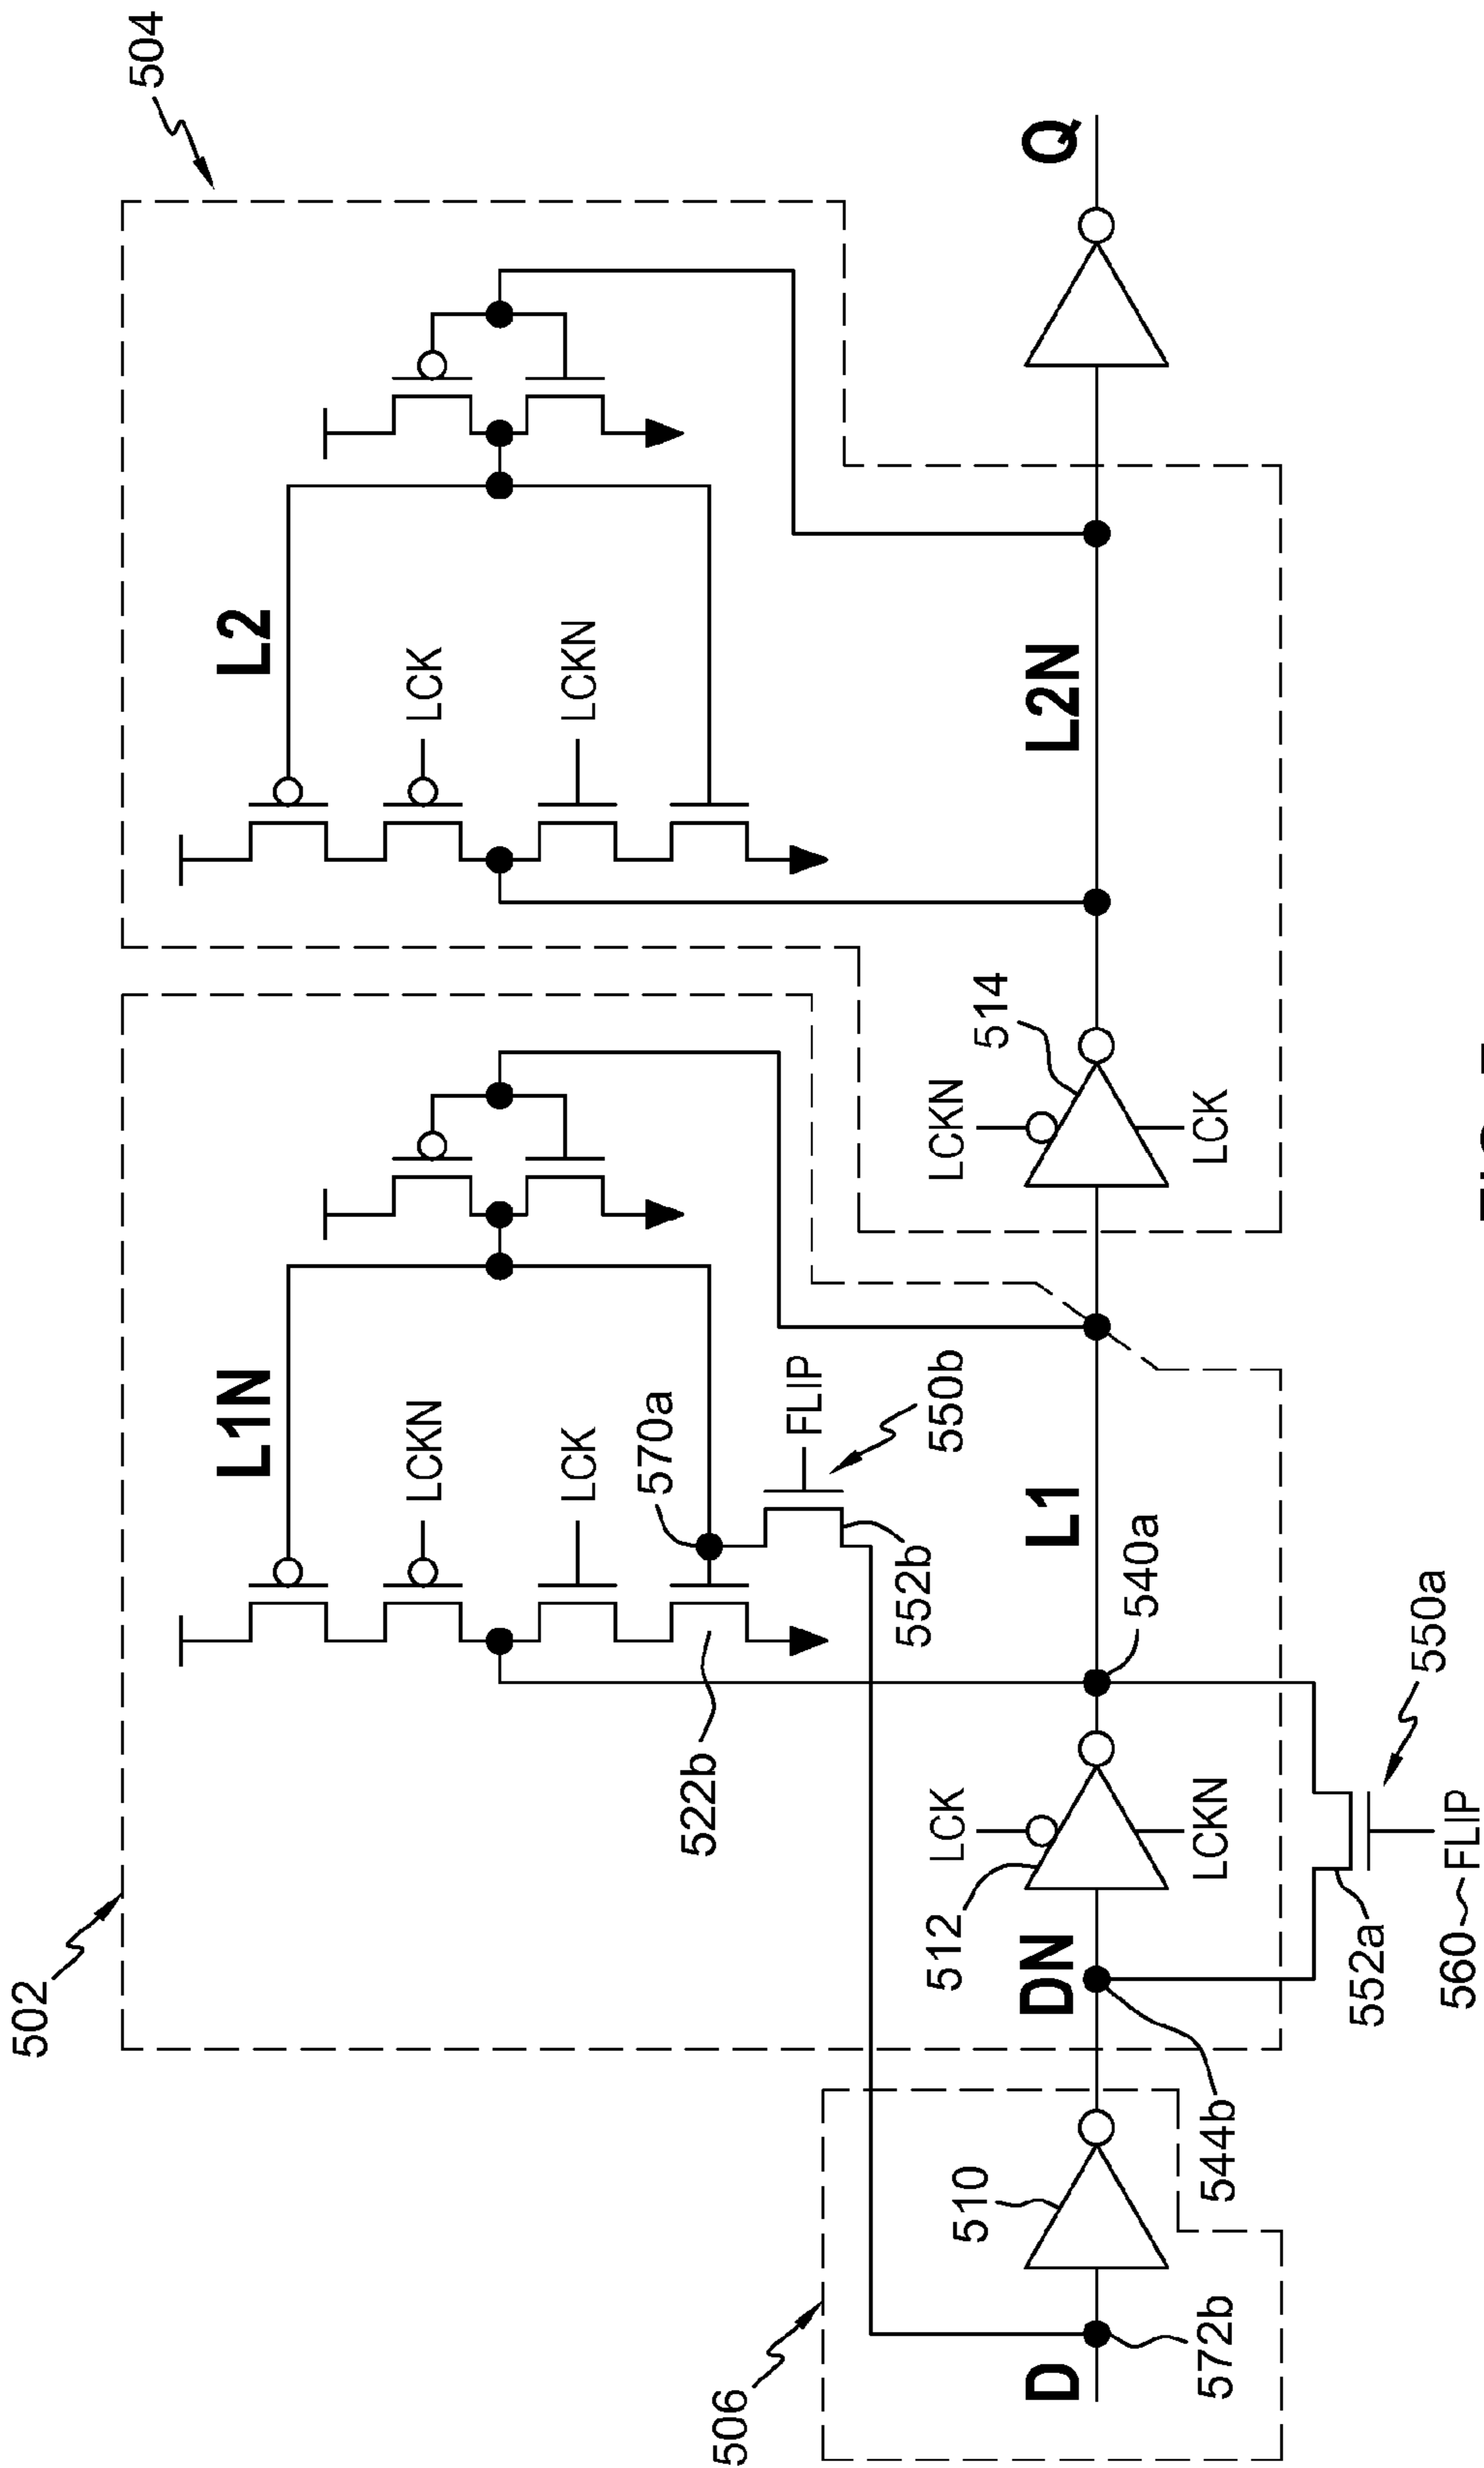 502
504
L1N
L2
LCKN
LCK
LCK
LCKN
570a
522b
506
FLIP
552b
550b
512
LCK
LCKN
510
514
D
DN
L1
L2N
Q
540a
572b
544b
LCKN
LCK
552a
550a
560
FLIP